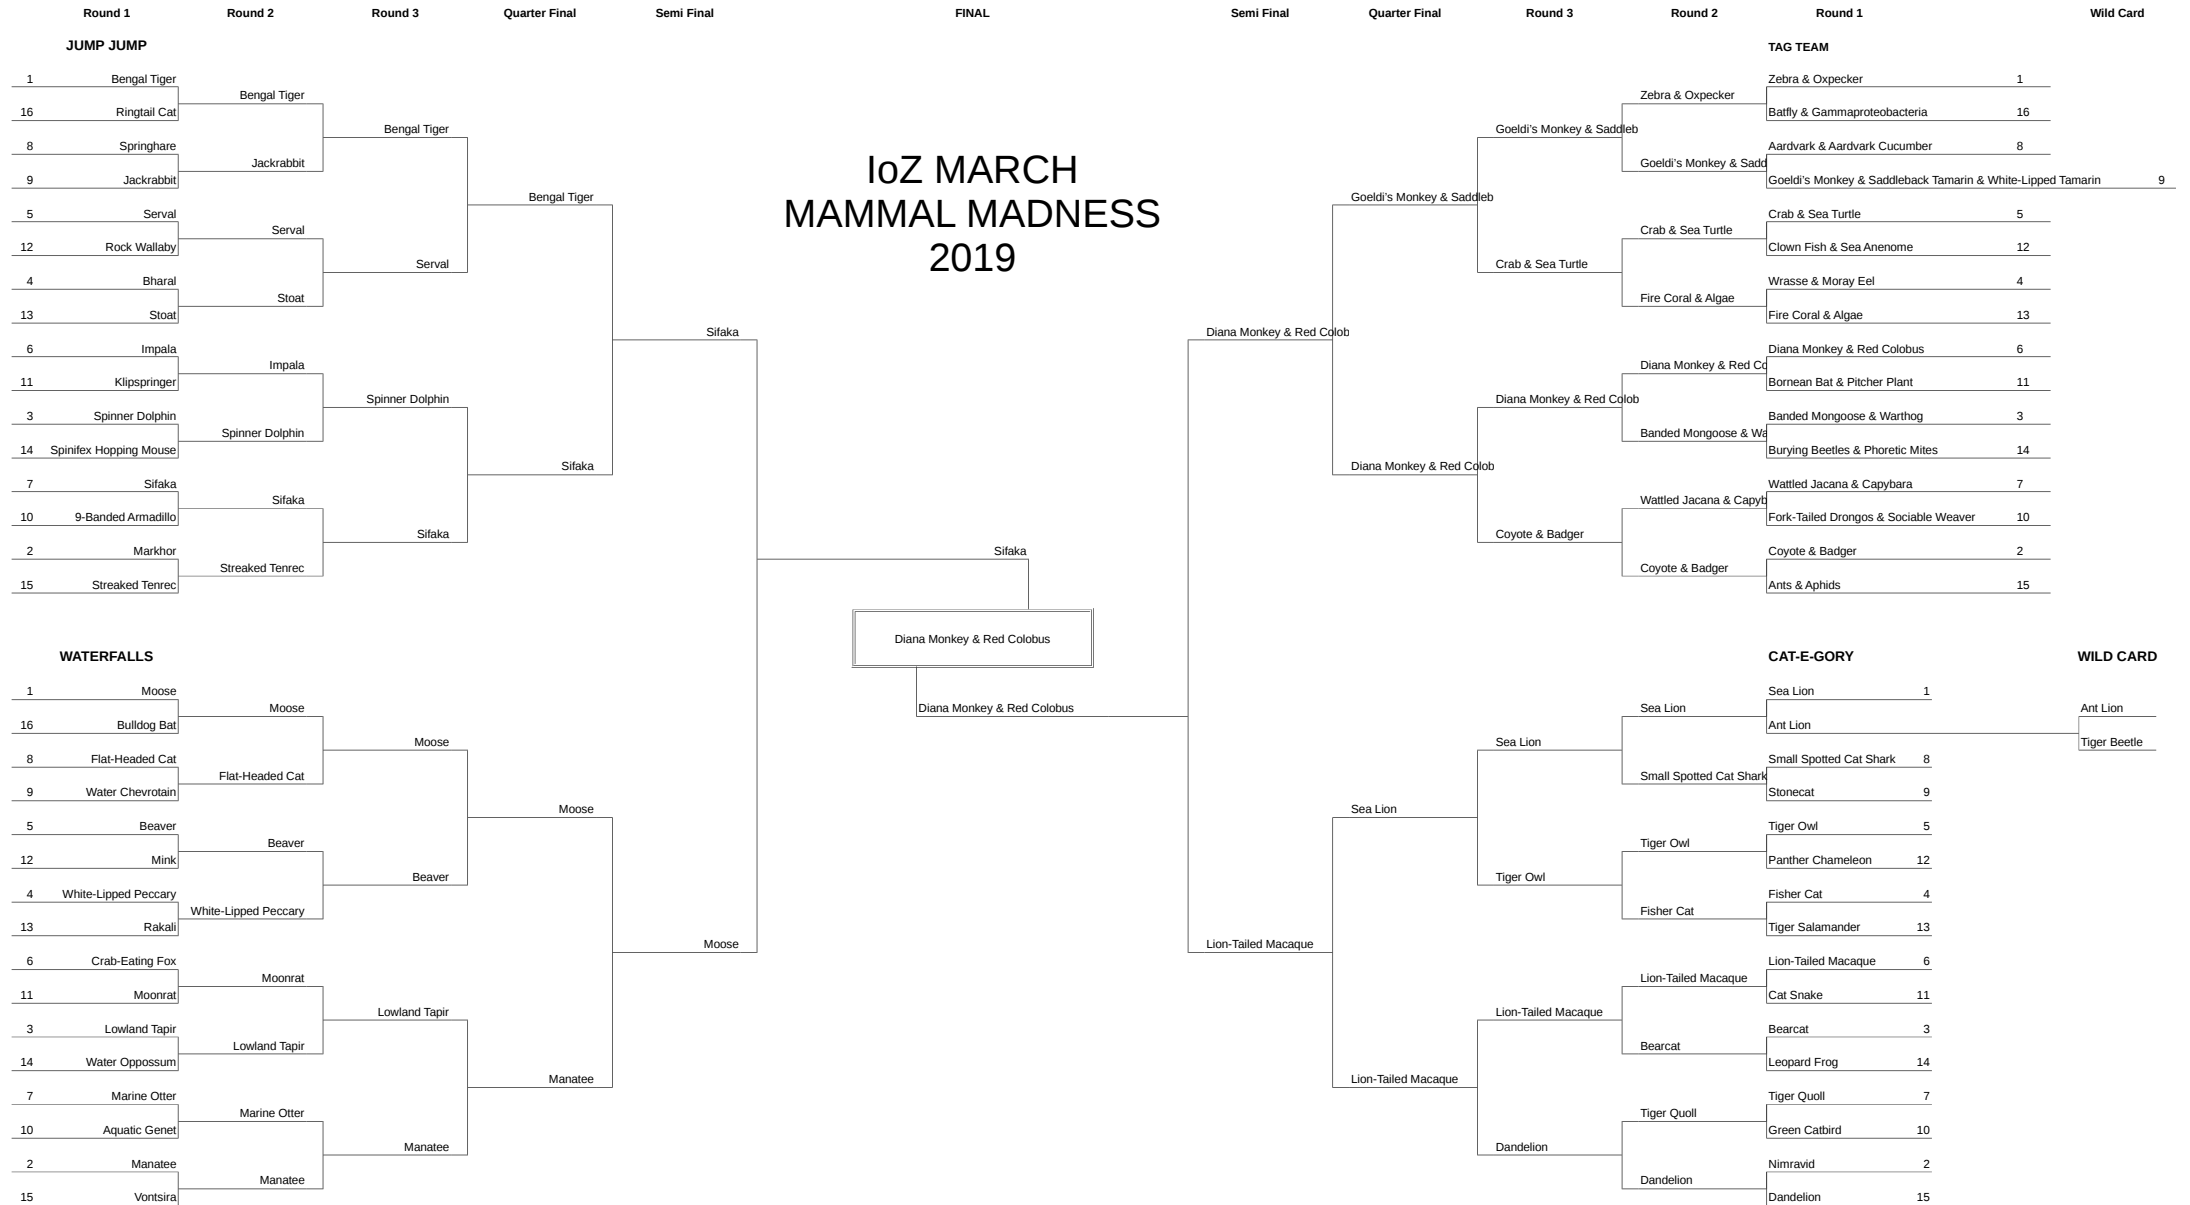 Round 1 Round 2 Round 3 Quarter Final Semi Final FINAL Semi Final Quarter Final Round 3 Round 2 Round 1 Wild Card
JUMP JUMP
1 Bengal Tiger
16 Ringtail Cat
8 Springhare
9 Jackrabbit
5 Serval
12 Rock Wallaby
4 Bharal
13 Stoat
6 Impala
11 Klipspringer
3 Spinner Dolphin
14 Spinifex Hopping Mouse
7 Sifaka
10 9-Banded Armadillo
2 Markhor
15 Streaked Tenrec
Bengal Tiger
Jackrabbit
Serval
Stoat
Impala
Spinner Dolphin
Sifaka
Streaked Tenrec
Bengal Tiger
Serval
Spinner Dolphin
Sifaka
Bengal Tiger
Sifaka
Sifaka
WATERFALLS
1 Moose
16 Bulldog Bat
8 Flat-Headed Cat
9 Water Chevrotain
5 Beaver
12 Mink
4 White-Lipped Peccary
13 Rakali
6 Crab-Eating Fox
11 Moonrat
3 Lowland Tapir
14 Water Oppossum
7 Marine Otter
10 Aquatic Genet
2 Manatee
15 Vontsira
Moose
Flat-Headed Cat
Beaver
White-Lipped Peccary
Moonrat
Lowland Tapir
Marine Otter
Manatee
Moose
Beaver
Lowland Tapir
Manatee
Moose
Manatee
Moose
IoZ MARCH
MAMMAL MADNESS
2019
Sifaka
Diana Monkey & Red Colobus
Diana Monkey & Red Colobus
Diana Monkey & Red Colob
Lion-Tailed Macaque
Goeldi's Monkey & Saddleb
Diana Monkey & Red Colob
Goeldi's Monkey & Saddleb
Crab & Sea Turtle
Diana Monkey & Red Colob
Coyote & Badger
Zebra & Oxpecker
Goeldi's Monkey & Sadd
Crab & Sea Turtle
Fire Coral & Algae
Diana Monkey & Red Co
Banded Mongoose & Wa
Wattled Jacana & Capyb
Coyote & Badger
TAG TEAM
Zebra & Oxpecker 1
Batfly & Gammaproteobacteria 16
Aardvark & Aardvark Cucumber 8
Goeldi's Monkey & Saddleback Tamarin & White-Lipped Tamarin 9
Crab & Sea Turtle 5
Clown Fish & Sea Anenome 12
Wrasse & Moray Eel 4
Fire Coral & Algae 13
Diana Monkey & Red Colobus 6
Bornean Bat & Pitcher Plant 11
Banded Mongoose & Warthog 3
Burying Beetles & Phoretic Mites 14
Wattled Jacana & Capybara 7
Fork-Tailed Drongos & Sociable Weaver 10
Coyote & Badger 2
Ants & Aphids 15
Sea Lion
Lion-Tailed Macaque
Sea Lion
Tiger Owl
Lion-Tailed Macaque
Dandelion
Sea Lion
Small Spotted Cat Shark
Tiger Owl
Fisher Cat
Lion-Tailed Macaque
Bearcat
Tiger Quoll
Dandelion
CAT-E-GORY
Sea Lion 1
Ant Lion
Small Spotted Cat Shark 8
Stonecat 9
Tiger Owl 5
Panther Chameleon 12
Fisher Cat 4
Tiger Salamander 13
Lion-Tailed Macaque 6
Cat Snake 11
Bearcat 3
Leopard Frog 14
Tiger Quoll 7
Green Catbird 10
Nimravid 2
Dandelion 15
WILD CARD
Ant Lion
Tiger Beetle